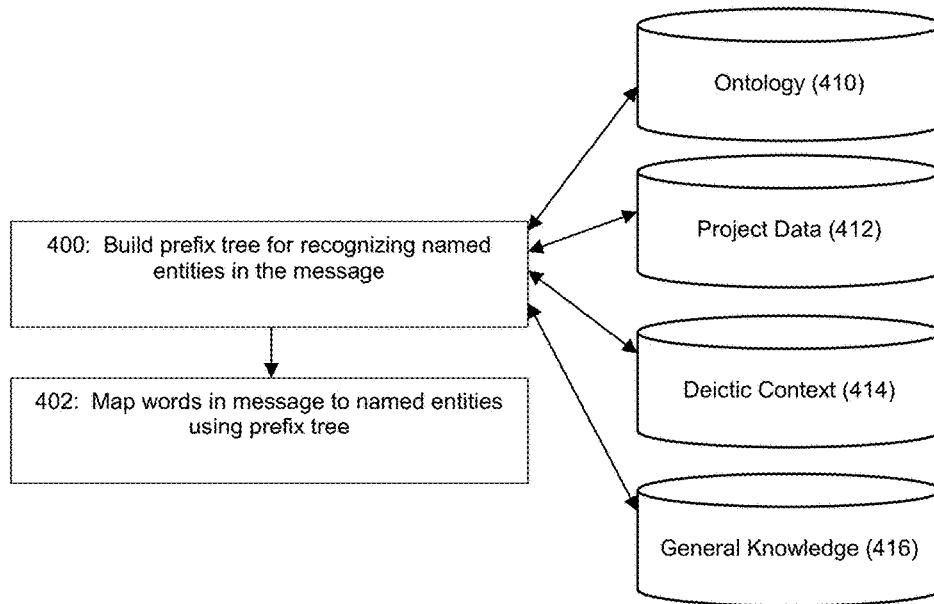 Ontology (410)
Project Data (412)
400:  Build prefix tree for recognizing named
entities in the message
Deictic Context (414)
402:  Map words in message to named entities
using prefix tree
General Knowledge (416)